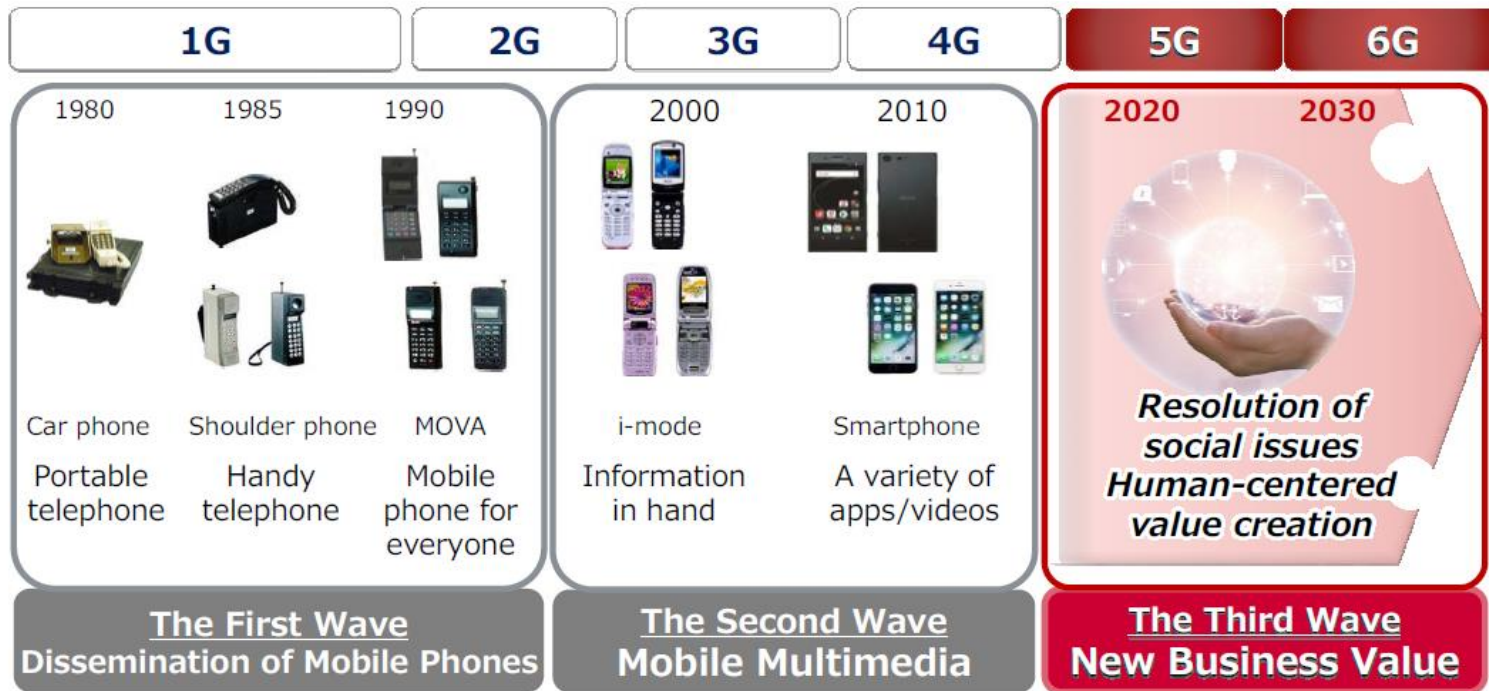 1G 2G 3G 4G 5G 6G
1980 1985 1990
Car phone Shoulder phone MOVA
Portable
telephone
Handy
telephone
Mobile
phone for
everyone
2000 2010
i-mode Smartphone
Information
in hand
A variety of
apps/videos
2020 2030
Resolution of
social issues
Human-centered
value creation
The First Wave
Dissemination of Mobile Phones
The Second Wave
Mobile Multimedia
The Third Wave
New Business Value